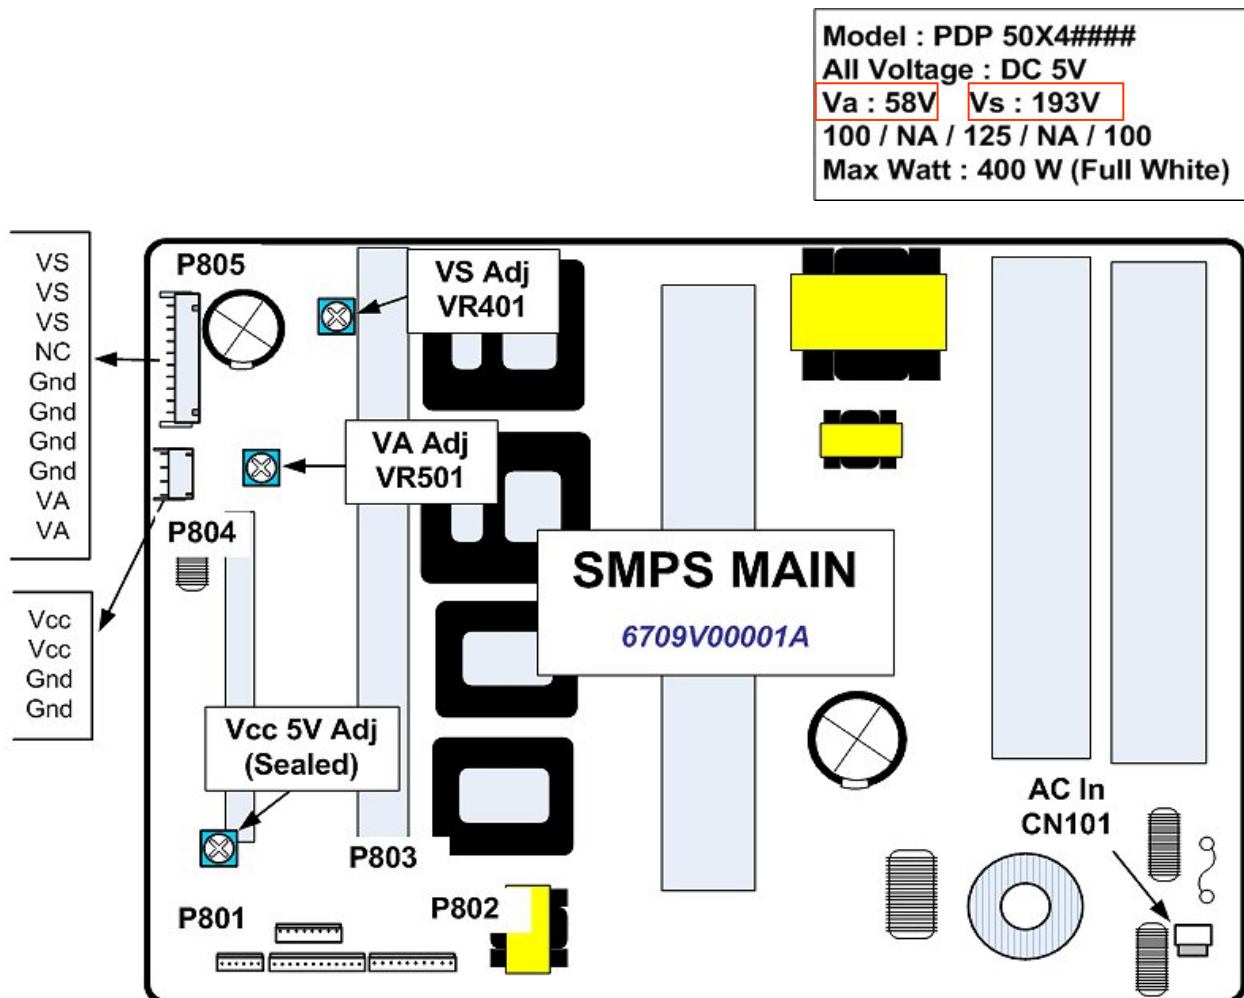 Model : PDP 50X4####
All Voltage : DC 5V
Va : 58V Vs : 193V
100 / NA / 125 / NA / 100
Max Watt : 400 W (Full White)
VS
VS
VS
NC
Gnd
Gnd
Gnd
Gnd
VA
VA
P805
VS Adj
VR401
VA Adj
VR501
P804
Vcc
Vcc
Gnd
Gnd
SMPS MAIN
6709V00001A
Vcc 5V Adj
(Sealed)
P803
AC In
CN101
P801
P802